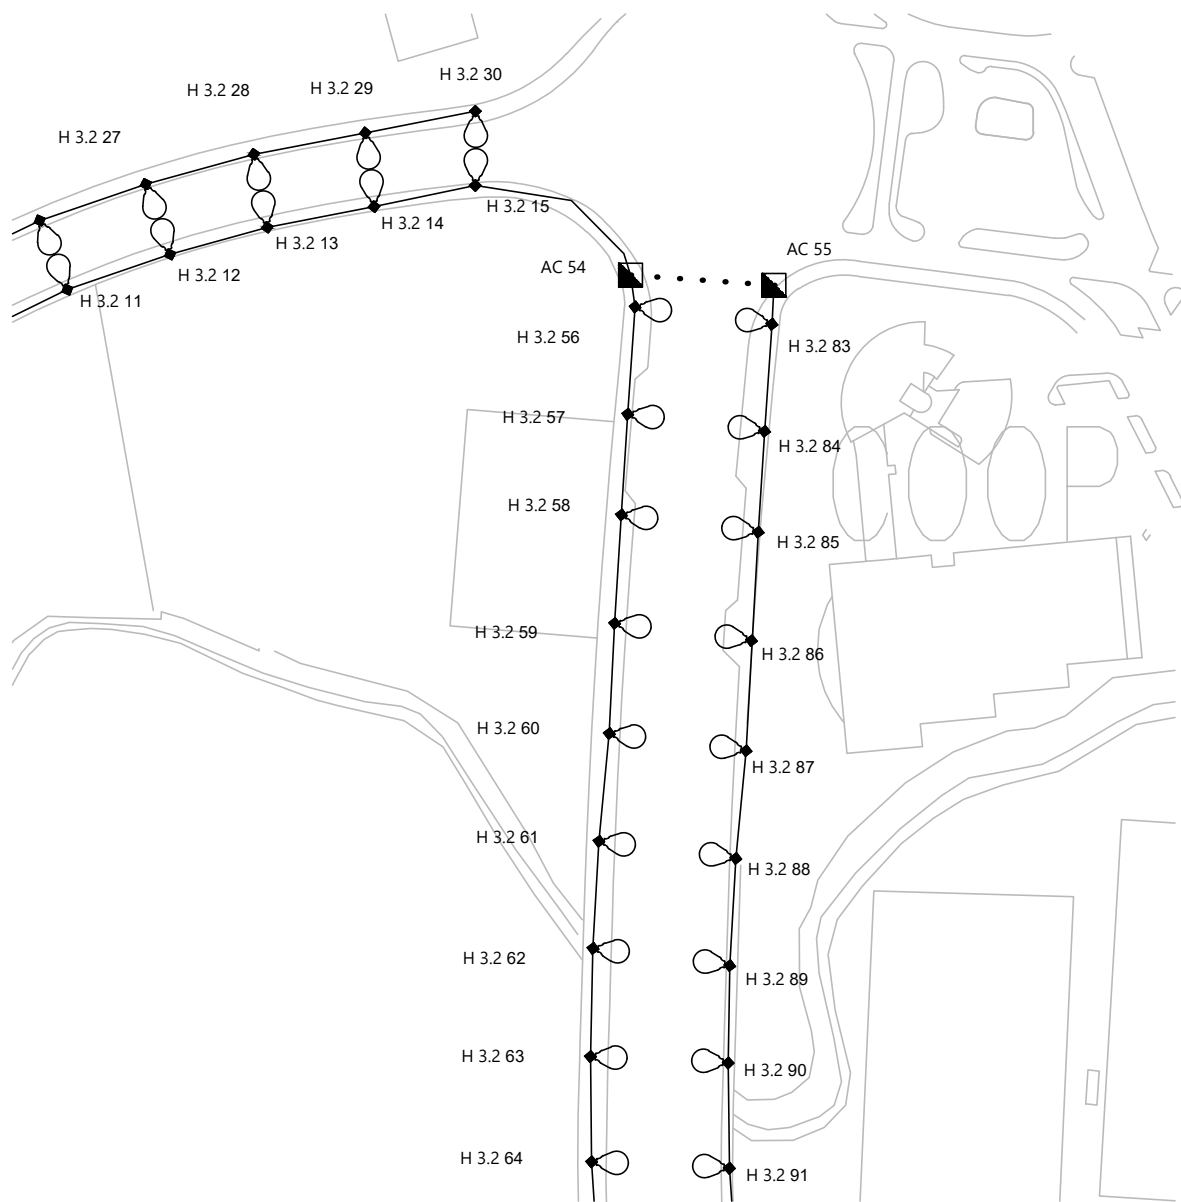 H 3.2 30
H 3.2 29
H 3.2 28
H 3.2 27
H 3.2 15
H 3.2 14
H 3.2 13
H 3.2 12
H 3.2 11
AC 54
AC 55
H 3.2 56
H 3.2 83
H 3.2 57
H 3.2 84
H 3.2 58
H 3.2 85
H 3.2 59
H 3.2 86
H 3.2 60
H 3.2 87
H 3.2 61
H 3.2 88
H 3.2 62
H 3.2 89
H 3.2 63
H 3.2 90
H 3.2 64
H 3.2 91